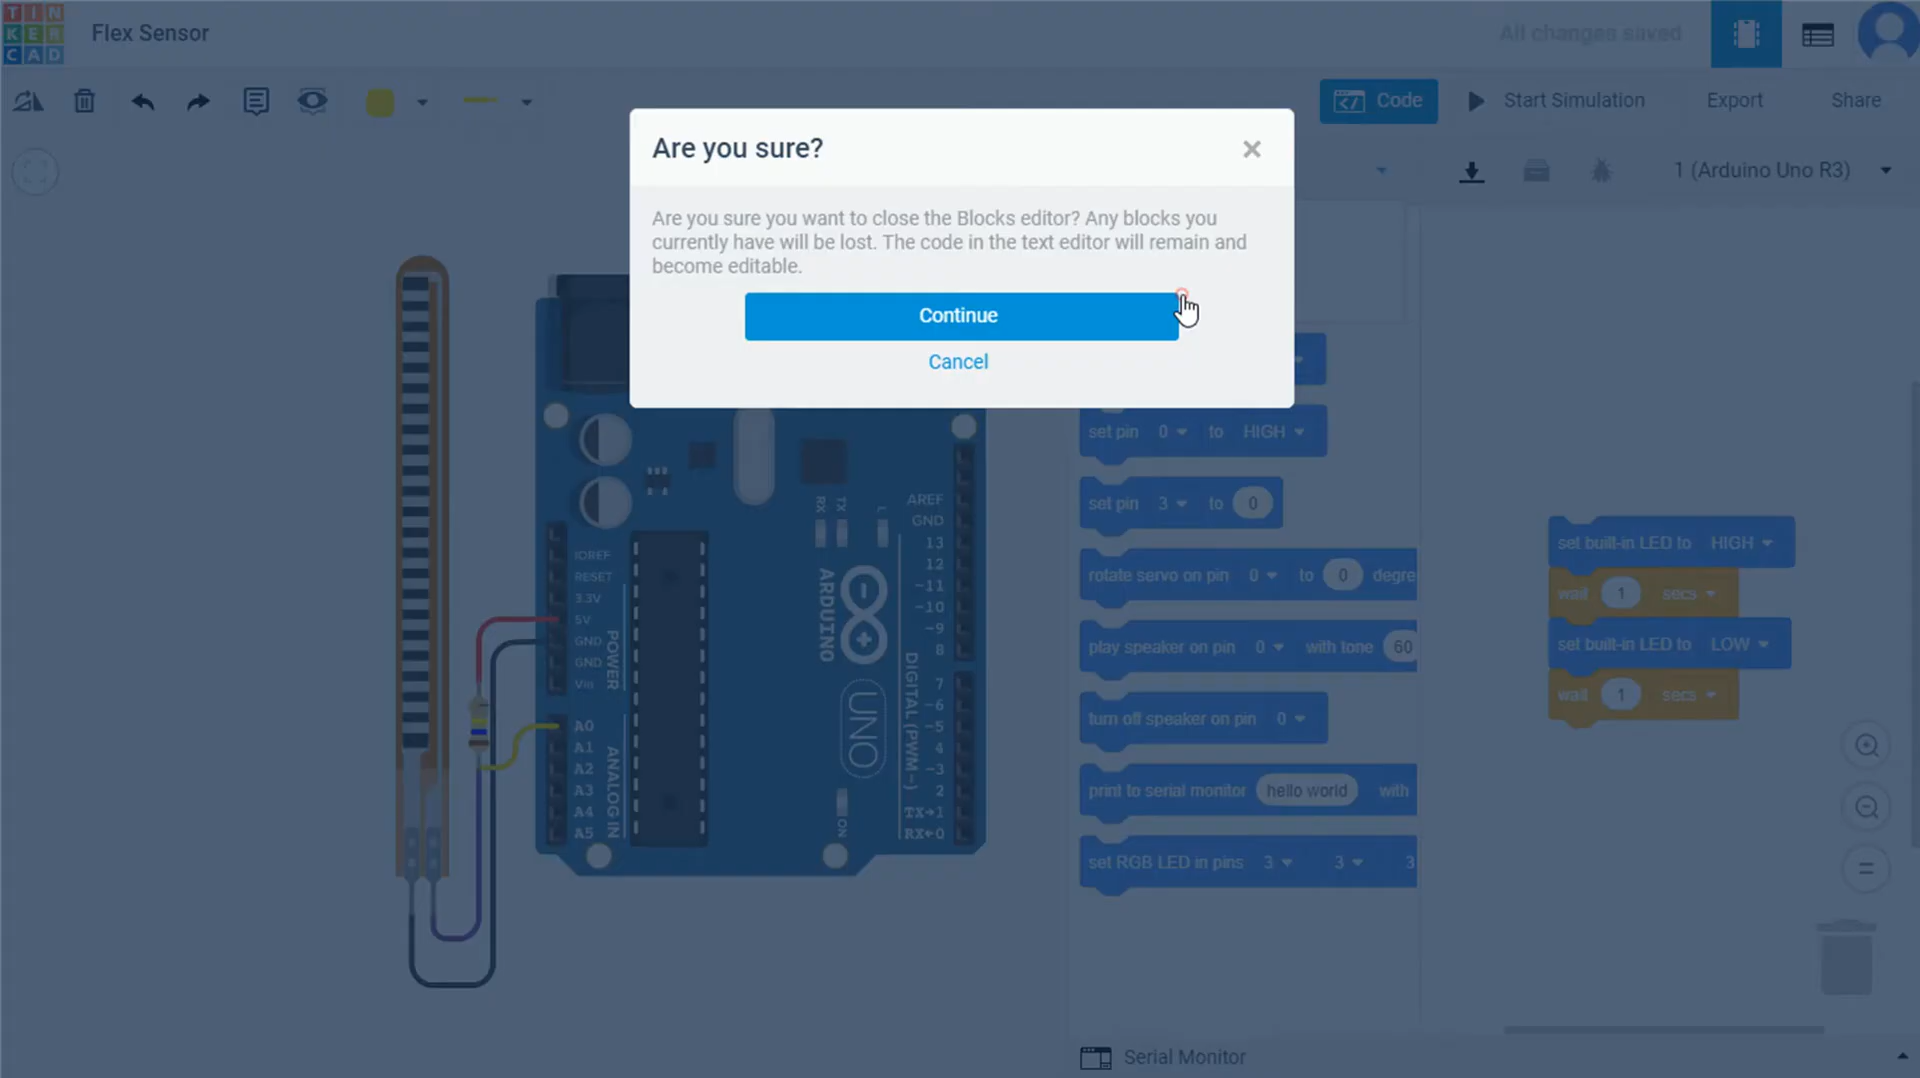 TIN
KER
CAD
Flex Sensor
All changes saved
Code
Start Simulation
Export
Share
1 (Arduino Uno R3)
Are you sure?
Are you sure you want to close the Blocks editor? Any blocks you
currently have will be lost. The code in the text editor will remain and
become editable.
Continue
Cancel
set pin 0 to HIGH
set pin 3 to 0
rotate servo on pin 0 to 0 degre
play speaker on pin 0 with tone 60
turn off speaker on pin 0
print to serial monitor hello world with
set RGB LED in pins 3 3 3
set built-in LED to HIGH
wait 1 secs
set built-in LED to LOW
wait 1 secs
IOREF
RESET
3.3V
5V
GND
GND
Vin
POWER
A0
A1
A2
A3
A4
A5
ANALOG IN
RX
TX
L
ARDUINO
UNO
ON
AREF
GND
13
12
~11
~10
~9
8
7
~6
~5
4
~3
2
TX→1
RX←0
DIGITAL (PWM~)
Serial Monitor